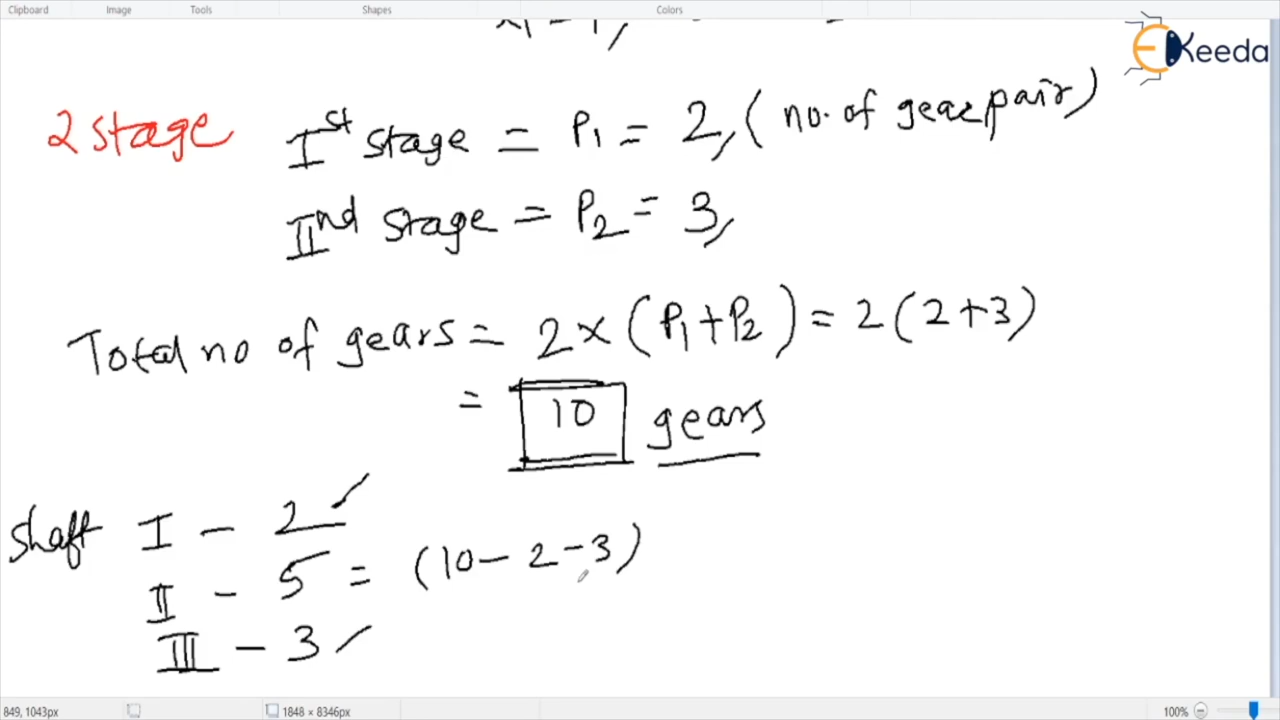 Clipboard Image Tools Shapes Colors
EKeeda
2 stage Ist stage = P1 = 2, (no. of gear pair)
IInd stage = P2 = 3,
Total no of gears = 2 x (P1+P2) = 2(2+3)
= 10 gears
Shaft I - 2 ✓
II - 5 = (10 - 2 - 3)
III - 3 ✓
849, 1043px 1848 × 8346px 100%